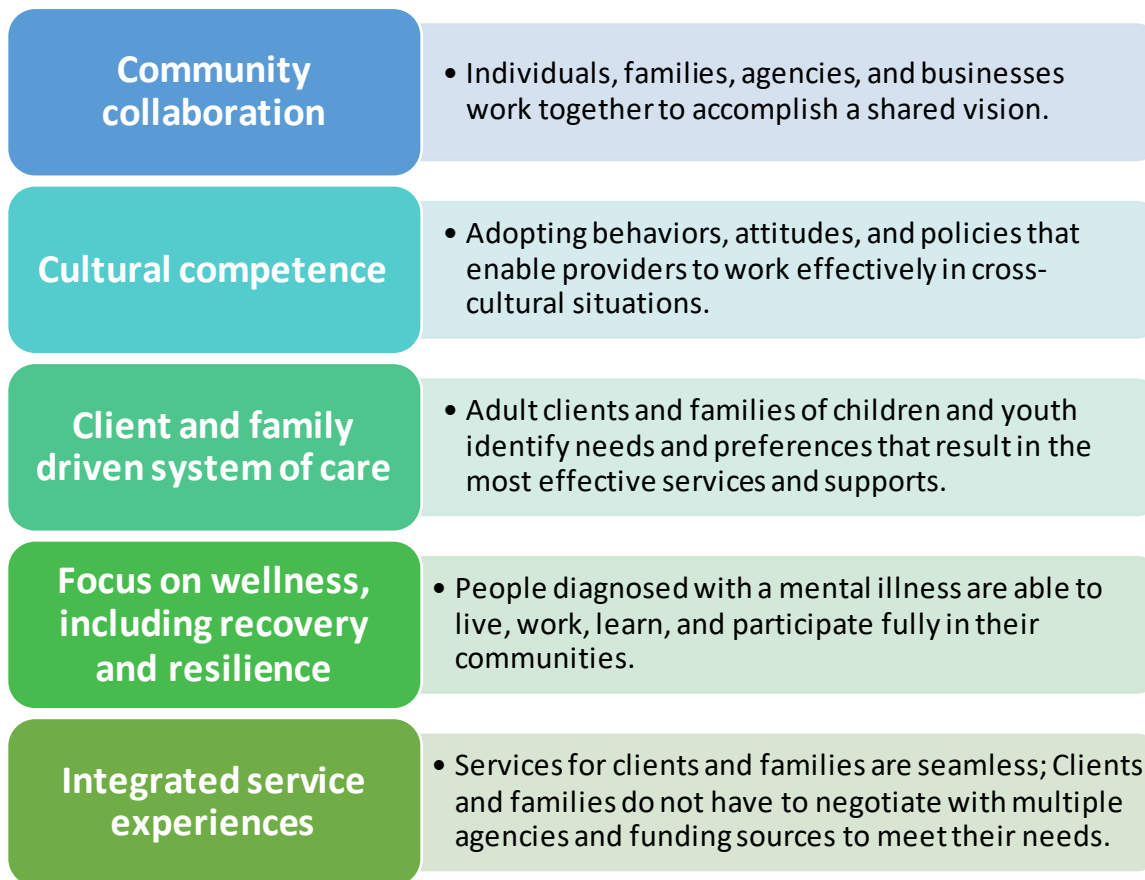 Community
collaboration
• Individuals, families, agencies, and businesses
work together to accomplish a shared vision.
Cultural competence
• Adopting behaviors, attitudes, and policies that
enable providers to work effectively in cross-
cultural situations.
Client and family
driven system of care
• Adult clients and families of children and youth
identify needs and preferences that result in the
most effective services and supports.
Focus on wellness,
including recovery
and resilience
• People diagnosed with a mental illness are able to
live, work, learn, and participate fully in their
communities.
Integrated service
experiences
• Services for clients and families are seamless; Clients
and families do not have to negotiate with multiple
agencies and funding sources to meet their needs.